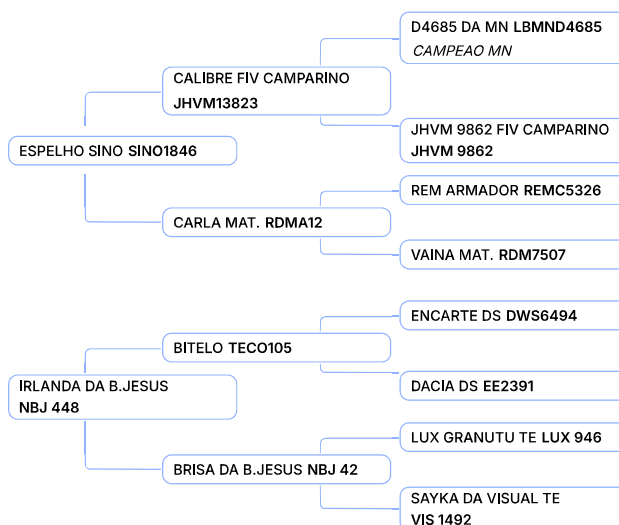 D4685 DA MN LBMND4685
CAMPEAO MN
CALIBRE FIV CAMPARINO
JHVM13823
JHVM 9862 FIV CAMPARINO
JHVM 9862
ESPELHO SINO SINO1846
REM ARMADOR REMC5326
CARLA MAT. RDMA12
VAINA MAT. RDM7507
ENCARTE DS DWS6494
BITELO TECO105
IRLANDA DA B.JESUS
NBJ 448
DACIA DS EE2391
LUX GRANUTU TE LUX 946
BRISA DA B.JESUS NBJ 42
SAYKA DA VISUAL TE
VIS 1492